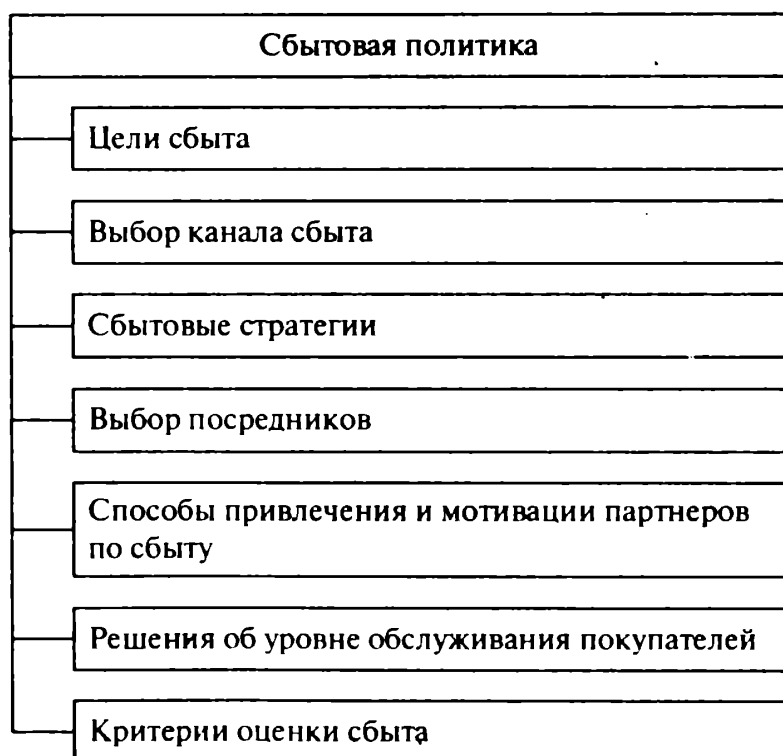 Сбытовая политика
Цели сбыта
Выбор канала сбыта
Сбытовые стратегии
Выбор посредников
Способы привлечения и мотивации партнеров
по сбыту
Решения об уровне обслуживания покупателей
Критерии оценки сбыта